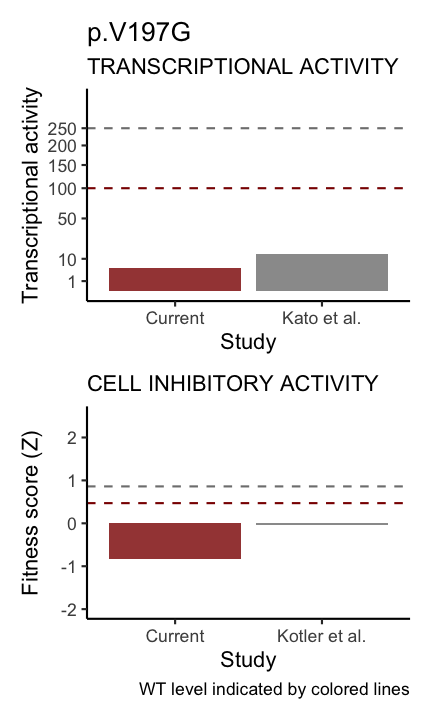 p.V197G
TRANSCRIPTIONAL ACTIVITY
Transcriptional activity
250
200
150
100
50
10
1
Current
Kato et al.
Study
CELL INHIBITORY ACTIVITY
Fitness score (Z)
2
1
0
-1
-2
Current
Kotler et al.
Study
WT level indicated by colored lines